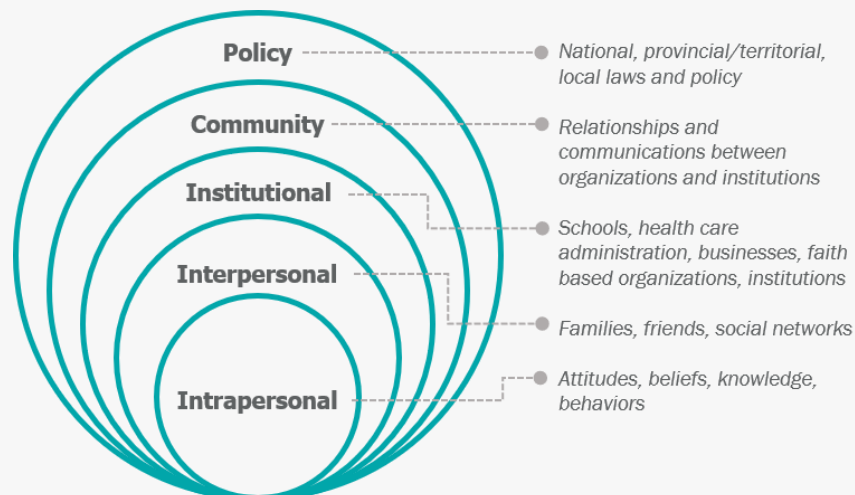 Policy
National, provincial/territorial,
local laws and policy
Community
Relationships and
communications between
organizations and institutions
Institutional
Schools, health care
administration, businesses, faith
based organizations, institutions
Interpersonal
Families, friends, social networks
Intrapersonal
Attitudes, beliefs, knowledge,
behaviors